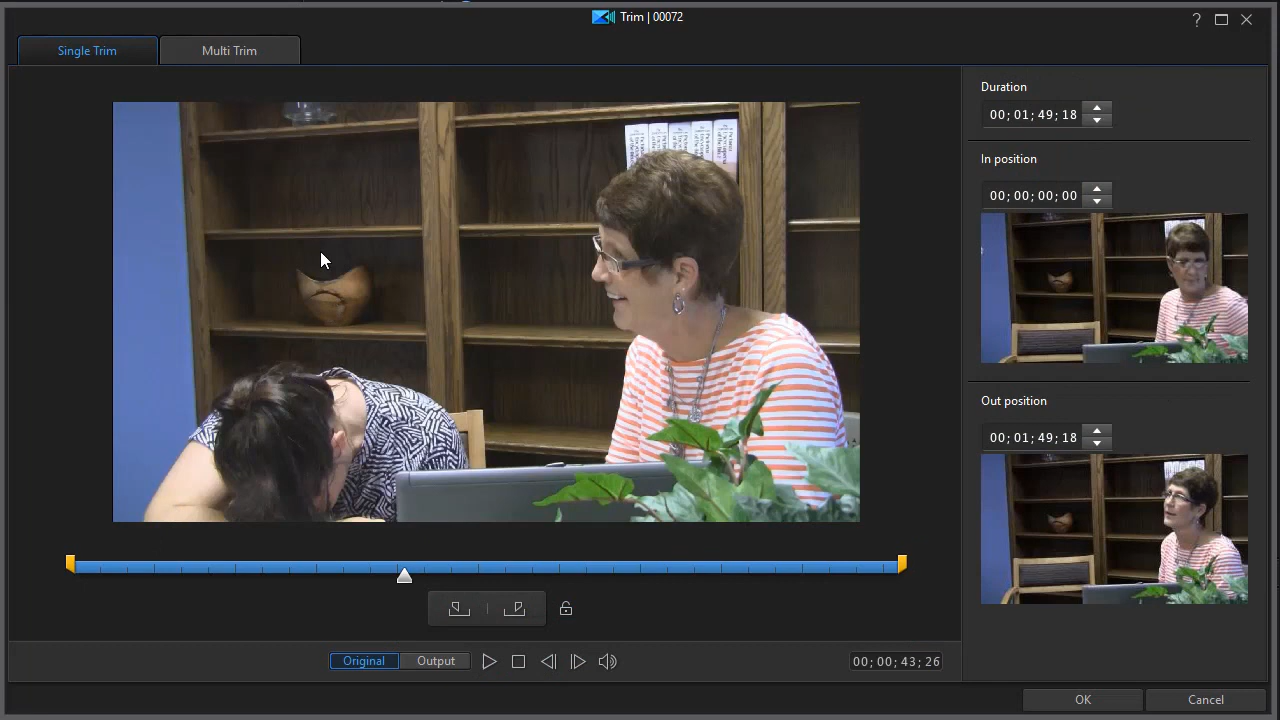 Trim | 00072
?
Single Trim
Multi Trim
Duration
00; 01; 49; 18
In position
00; 00; 00; 00
Out position
00; 01; 49; 18
Original
Output
00; 00; 43; 26
OK
Cancel